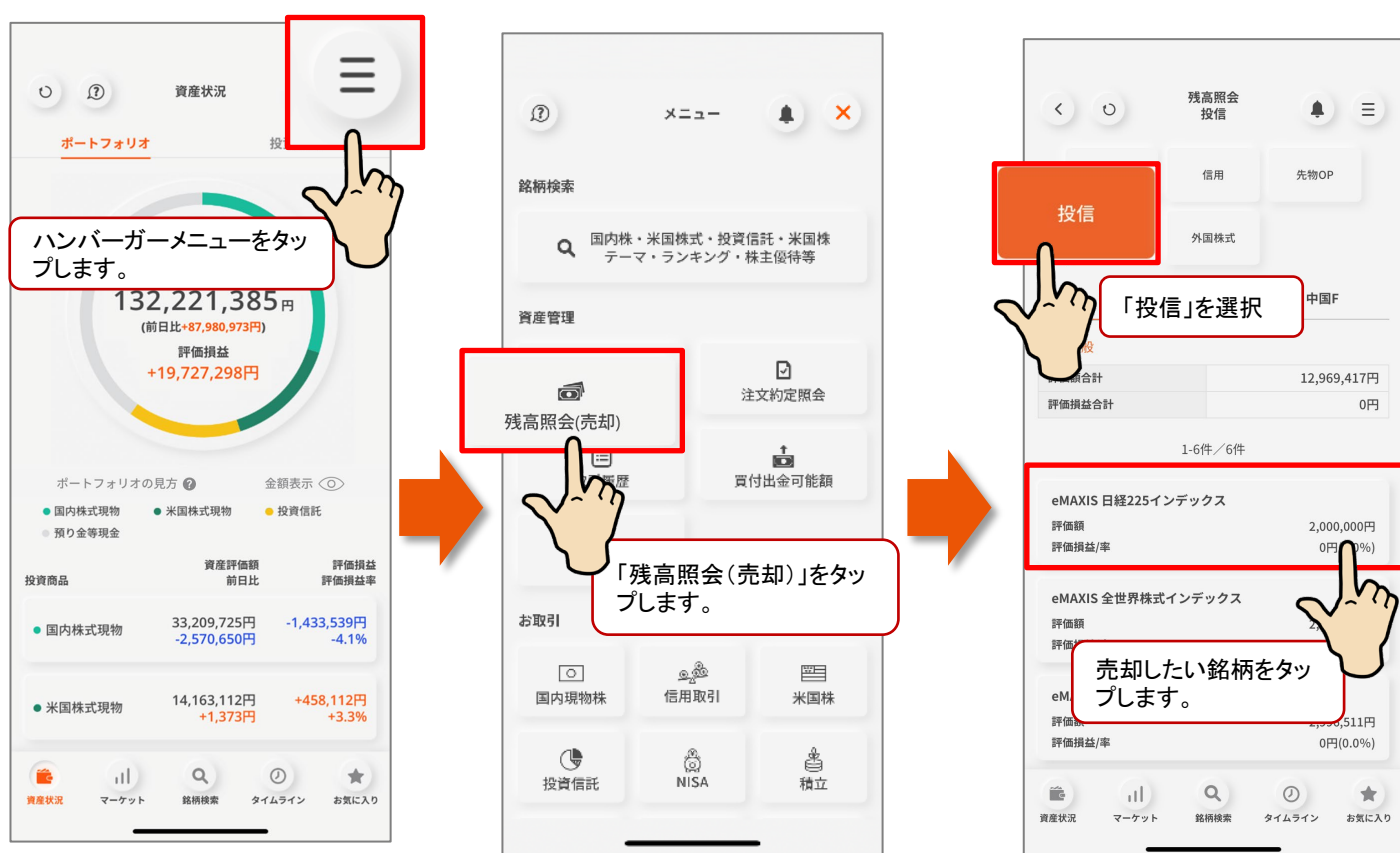 資産状況
ポートフォリオ
ハンバーガーメニューをタッ
プします。
132,221,385円
(前日比+87,980,973円)
評価損益
+19,727,298円
ポートフォリオの見方 ?
金額表示
国内株式現物
米国株式現物
投資信託
預り金等現金
投資商品
資産評価額
前日比
評価損益
評価損益率
国内株式現物
33,209,725円
-2,570,650円
-1,433,539円
-4.1%
米国株式現物
14,163,112円
+1,373円
+458,112円
+3.3%
資産状況
マーケット
銘柄検索
タイムライン
お気に入り
メニュー
銘柄検索
国内株・米国株式・投資信託・米国株
テーマ・ランキング・株主優待等
資産管理
残高照会(売却)
注文約定照会
買付出金可能額
「残高照会(売却)」をタッ
プします。
お取引
国内現物株
信用取引
米国株
投資信託
NISA
積立
残高照会
投信
投信
信用
先物OP
外国株式
「投信」を選択
中国F
評価額合計
12,969,417円
評価損益合計
0円
1-6件/6件
eMAXIS 日経225インデックス
評価額
2,000,000円
評価損益/率
eMAXIS 全世界株式インデックス
評価額
売却したい銘柄をタッ
プします。
評価損益/率
0円(0.0%)
資産状況
マーケット
銘柄検索
タイムライン
お気に入り